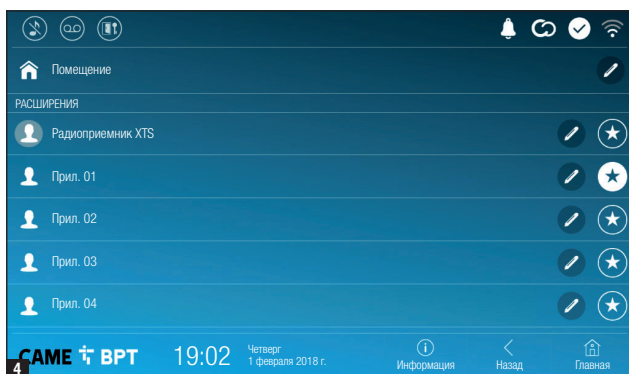 Помещение
РАСШИРЕНИЯ
Радиоприемник XTS
Прил. 01
Прил. 02
Прил. 03
Прил. 04
4
CAME BPT
19:02
Четверг
1 февраля 2018 г.
Информация
Назад
Главная